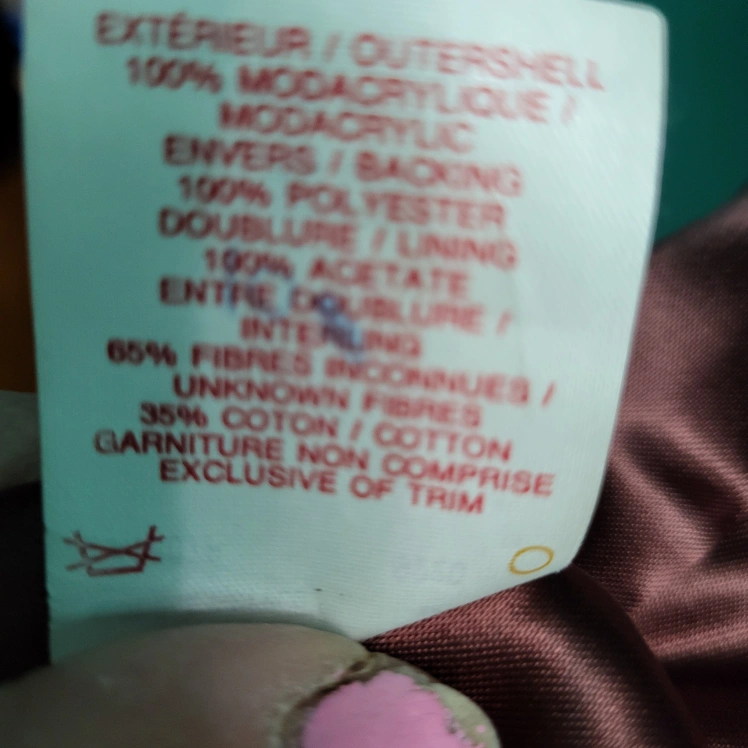 EXTÉRIEUR / OUTERSHELL
100% MODACRYLIQUE /
MODACRYLIC
ENVERS / BACKING
100% POLYESTER
DOUBLURE / LINING
100% ACETATE
ENTRE DOUBLURE /
INTERLINING
65% FIBRES INCONNUES /
UNKNOWN FIBRES
35% COTON / COTTON
GARNITURE NON COMPRISE
EXCLUSIVE OF TRIM